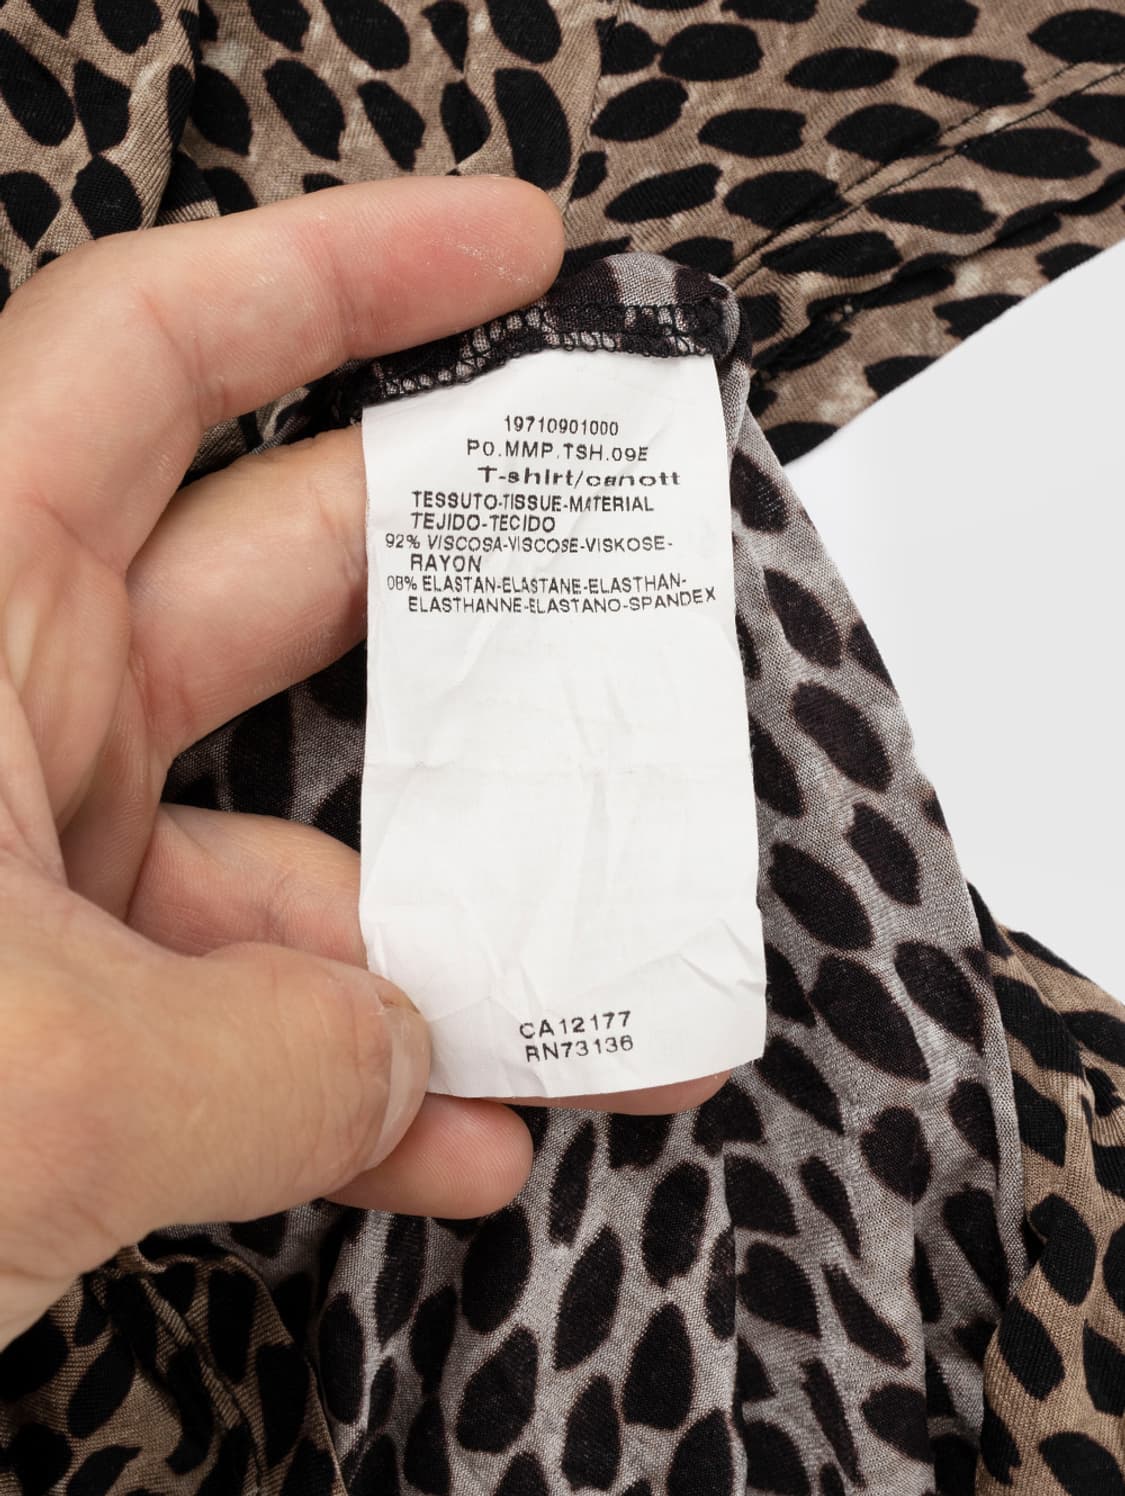 19710901000
PO.MMP.TSH.09E
T-shirt/canott
TESSUTO-TISSUE-MATERIAL
TEJIDO-TECIDO
92% VISCOSA-VISCOSE-VISKOSE-
RAYON
08% ELASTAN-ELASTANE-ELASTHAN-
ELASTHANNE-ELASTANO-SPANDEX
CA12177
RN73136